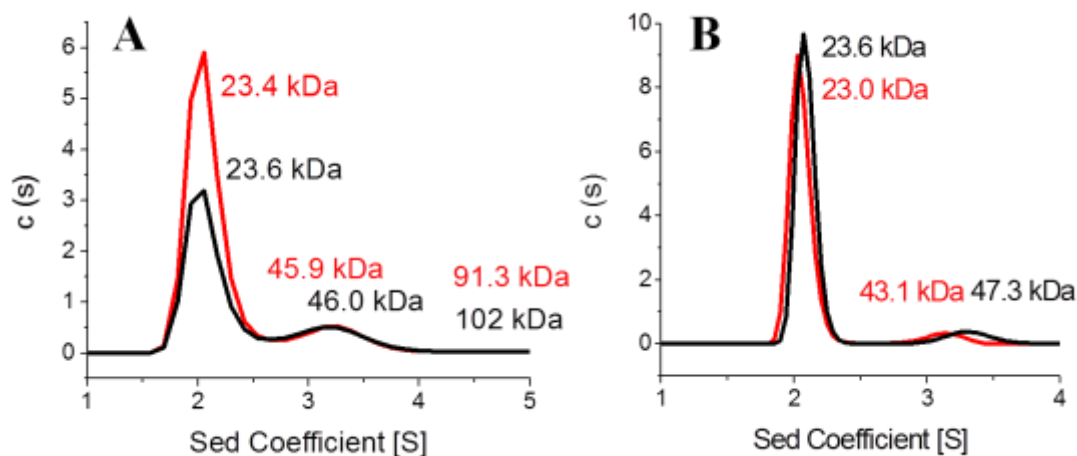 A
6
5
4
3
2
1
0
c (s)
23.4 kDa
23.6 kDa
45.9 kDa
46.0 kDa
91.3 kDa
102 kDa
1
2
3
4
5
Sed Coefficient [S]
B
10
8
6
4
2
0
c (s)
23.6 kDa
23.0 kDa
43.1 kDa
47.3 kDa
1
2
3
4
Sed Coefficient [S]